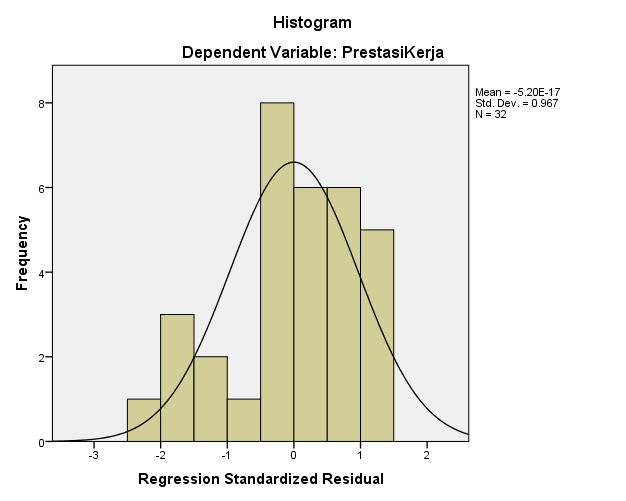 Histogram
Dependent Variable: PrestasiKerja
Mean = -5.20E-17
Std. Dev. = 0.967
N = 32
8
6
4
2
0
Frequency
-3 -2 -1 0 1 2
Regression Standardized Residual